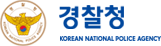 경찰청
KOREAN NATIONAL POLICE AGENCY